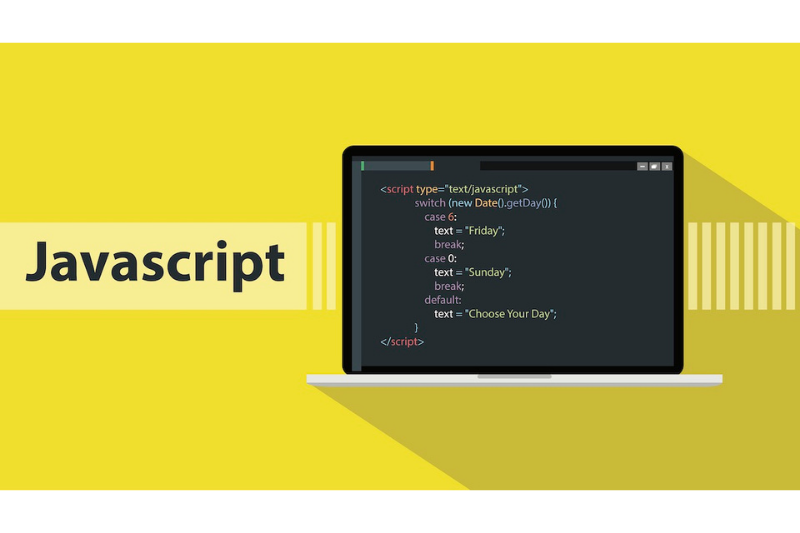 Javascript
<script type="text/javascript">
switch (new Date().getDay()) {
case 6:
text = "Friday";
break;
case 0:
text = "Sunday";
break;
default:
text = "Choose Your Day";
}
</script>